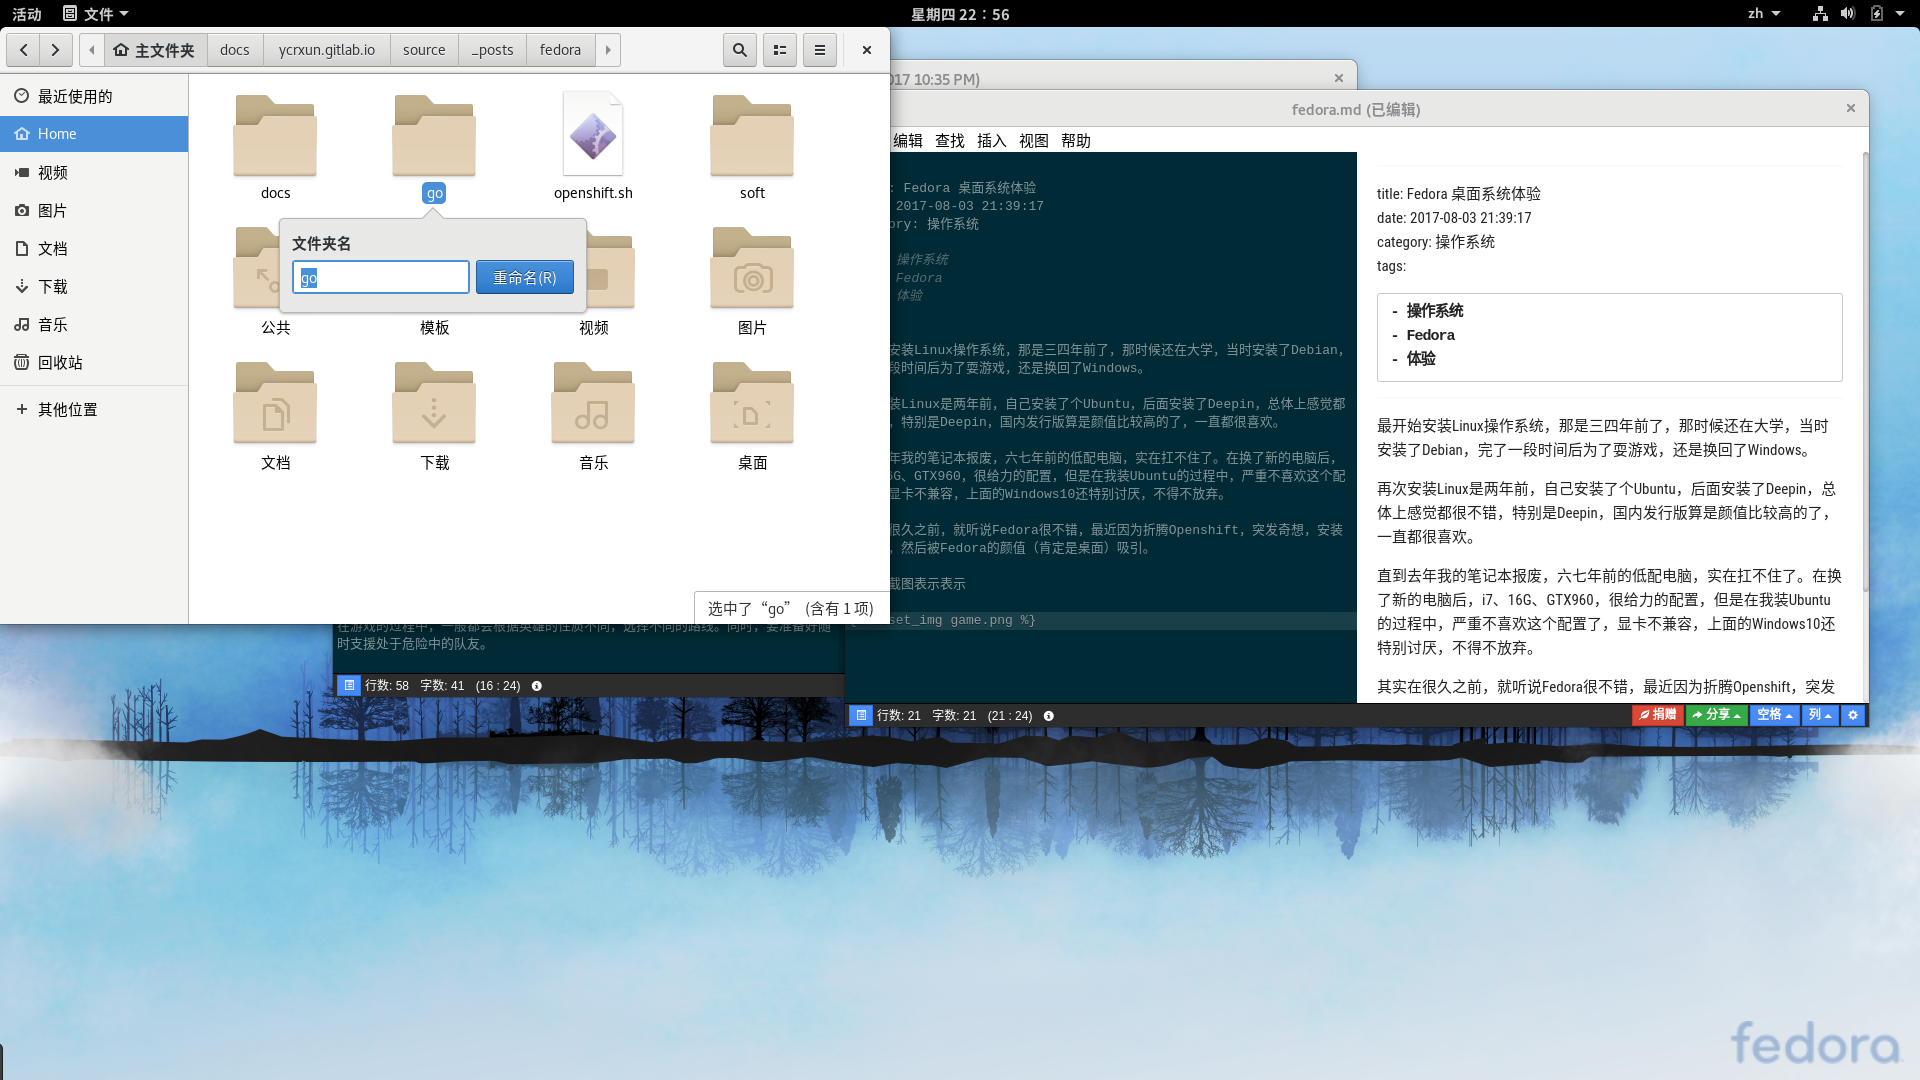 活动 文件 星期四 22：56 zh
主文件夹 docs ycrxun.gitlab.io source _posts fedora
最近使用的
Home
视频
图片
文档
下载
音乐
回收站
其他位置
docs go openshift.sh soft
文件夹名
go 重命名(R)
公共 模板 视频 图片
文档 下载 音乐 桌面
选中了“go” (含有 1 项)
017 10:35 PM)
fedora.md (已编辑)
编辑 查找 插入 视图 帮助
: Fedora 桌面系统体验
2017-08-03 21:39:17
ory: 操作系统
操作系统
Fedora
体验
安装Linux操作系统，那是三四年前了，那时候还在大学，当时安装了Debian，
段时间后为了耍游戏，还是换回了Windows。
装Linux是两年前，自己安装了个Ubuntu，后面安装了Deepin，总体上感觉都
，特别是Deepin，国内发行版算是颜值比较高的了，一直都很喜欢。
年我的笔记本报废，六七年前的低配电脑，实在扛不住了。在换了新的电脑后，
6G、GTX960，很给力的配置，但是在我装Ubuntu的过程中，严重不喜欢这个配
显卡不兼容，上面的Windows10还特别讨厌，不得不放弃。
很久之前，就听说Fedora很不错，最近因为折腾Openshift，突发奇想，安装
，然后被Fedora的颜值（肯定是桌面）吸引。
截图表示表示
set_img game.png %}
title: Fedora 桌面系统体验
date: 2017-08-03 21:39:17
category: 操作系统
tags:
- 操作系统
- Fedora
- 体验
最开始安装Linux操作系统，那是三四年前了，那时候还在大学，当时
安装了Debian，完了一段时间后为了耍游戏，还是换回了Windows。
再次安装Linux是两年前，自己安装了个Ubuntu，后面安装了Deepin，总
体上感觉都很不错，特别是Deepin，国内发行版算是颜值比较高的了，
一直都很喜欢。
直到去年我的笔记本报废，六七年前的低配电脑，实在扛不住了。在换
了新的电脑后，i7、16G、GTX960，很给力的配置，但是在我装Ubuntu
的过程中，严重不喜欢这个配置了，显卡不兼容，上面的Windows10还
特别讨厌，不得不放弃。
其实在很久之前，就听说Fedora很不错，最近因为折腾Openshift，突发
在游戏的过程中，一般都会根据英雄的性质不同，选择不同的路线。同时，要准备好随
时支援处于危险中的队友。
行数: 58 字数: 41 (16 : 24)
行数: 21 字数: 21 (21 : 24) 捐赠 分享 空格 列
fedora